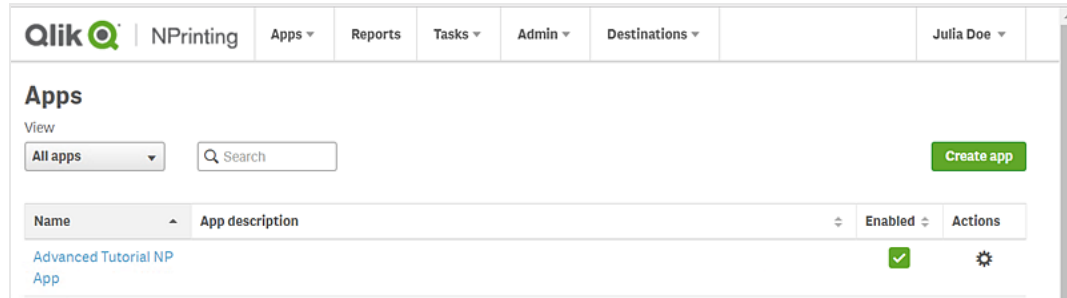 Qlik NPrinting Apps Reports Tasks Admin Destinations Julia Doe
Apps
View
All apps Search Create app
Name App description Enabled Actions
Advanced Tutorial NP
App